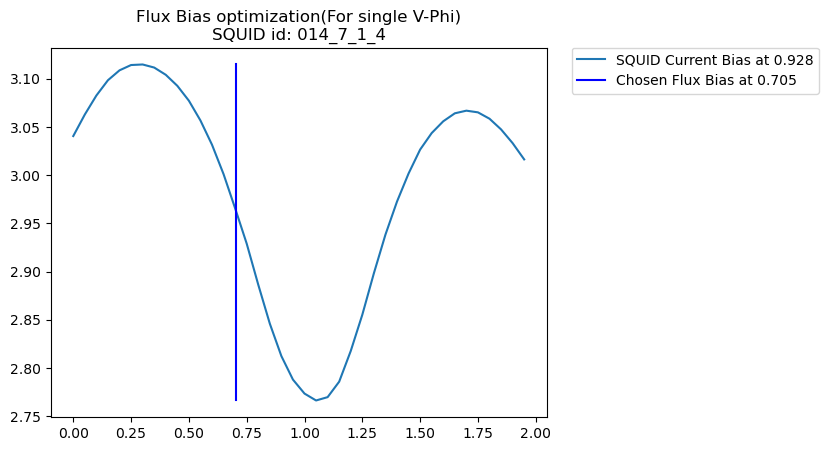 Flux Bias optimization(For single V-Phi)
SQUID id: 014_7_1_4
SQUID Current Bias at 0.928
Chosen Flux Bias at 0.705
3.10
3.05
3.00
2.95
2.90
2.85
2.80
2.75
0.00 0.25 0.50 0.75 1.00 1.25 1.50 1.75 2.00